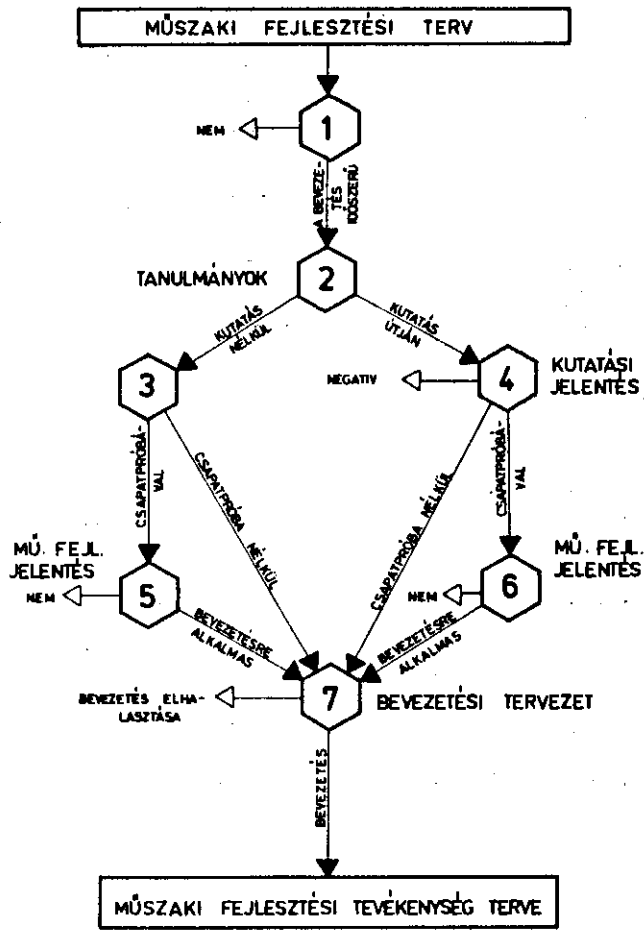 MŰSZAKI FEJLESZTÉSI TERV
1
NEM
A BEVEZE-
TÉS
IDŐSZERŰ
TANULMÁNYOK
2
KUTATÁS
NÉLKÜL
KUTATÁS
ÚTJÁN
3
NEGATIV
4
KUTATÁSI
JELENTÉS
CSAPATPRÓBÁ-
VAL
CSAPATPRÓBA NÉLKÜL
CSAPATPRÓBA NÉLKÜL
CSAPATPRÓBÁ-
VAL
MŰ. FEJL.
JELENTÉS
NEM
5
MŰ. FEJL.
JELENTÉS
NEM
6
BEVEZETÉSRE
ALKALMAS
BEVEZETÉSRE
ALKALMAS
BEVEZETÉS ELHA-
LASZTÁSA
7
BEVEZETÉSI TERVEZET
BEVEZETÉS
MŰSZAKI FEJLESZTÉSI TEVÉKENYSÉG TERVE